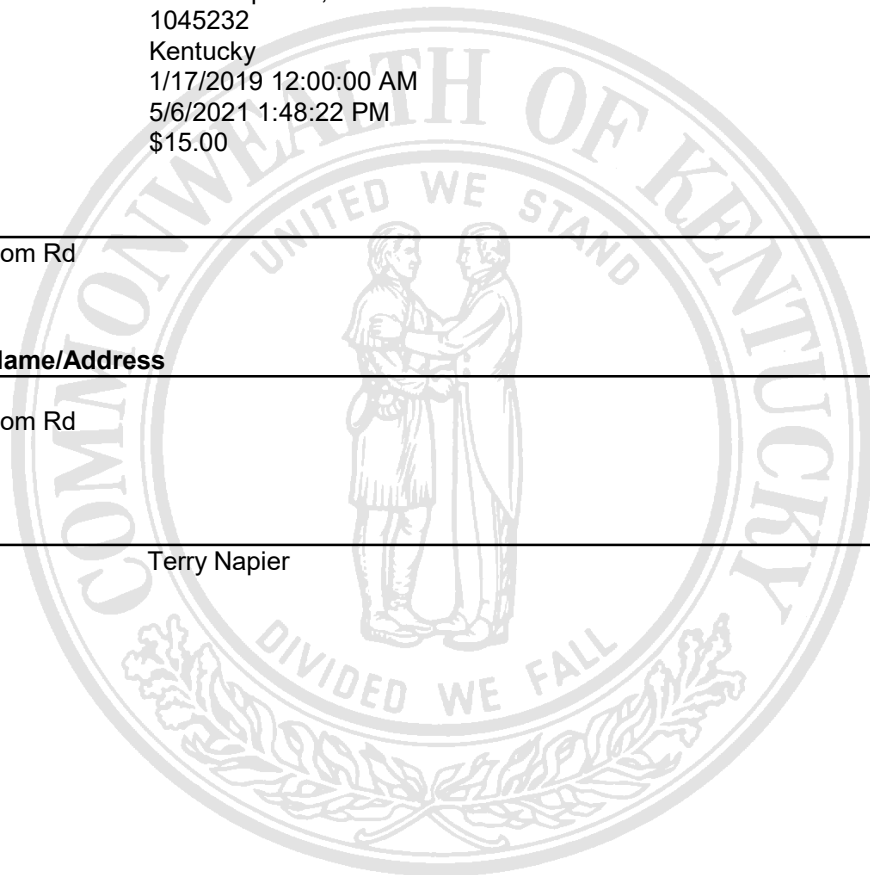 1045232
Kentucky
1/17/2019 12:00:00 AM
5/6/2021 1:48:22 PM
$15.00
COMMONWEALTH OF KENTUCKY
UNITED WE STAND
om Rd
Name/Address
om Rd
Terry Napier
DIVIDED WE FALL